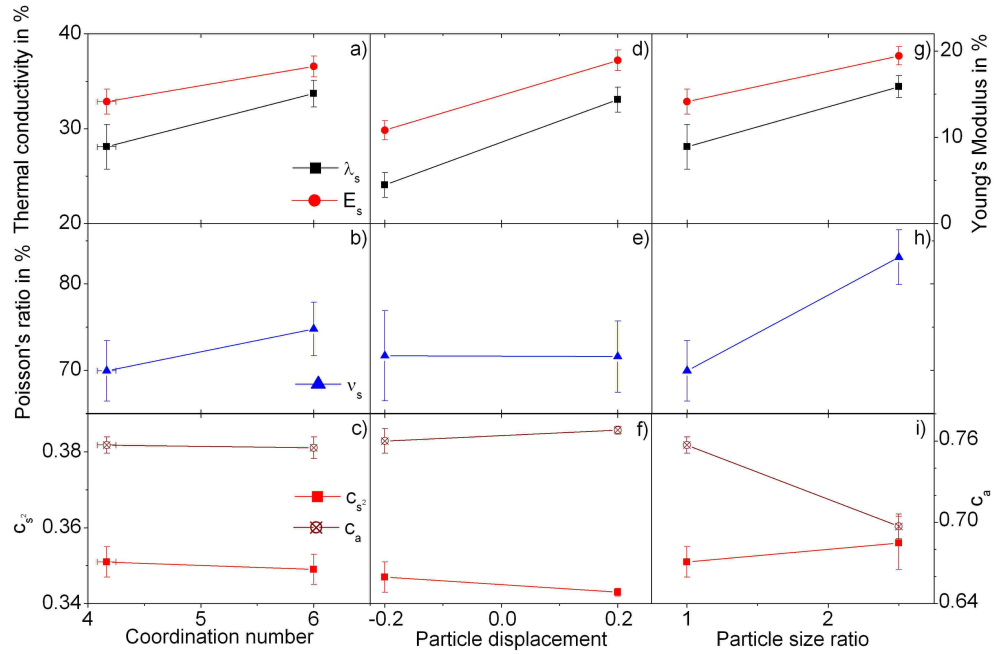 Thermal conductivity in %
40
30
20
a)
λs
Es
d)
g)
20
10
0
Young's Modulus in %
Poisson's ratio in %
80
70
b)
νs
e)
h)
cs²
0.38
0.36
0.34
c)
cs²
ca
f)
i)
0.76
0.70
0.64
ca
4 5 6 -0.2 0.0 0.2 1 2
Coordination number Particle displacement Particle size ratio